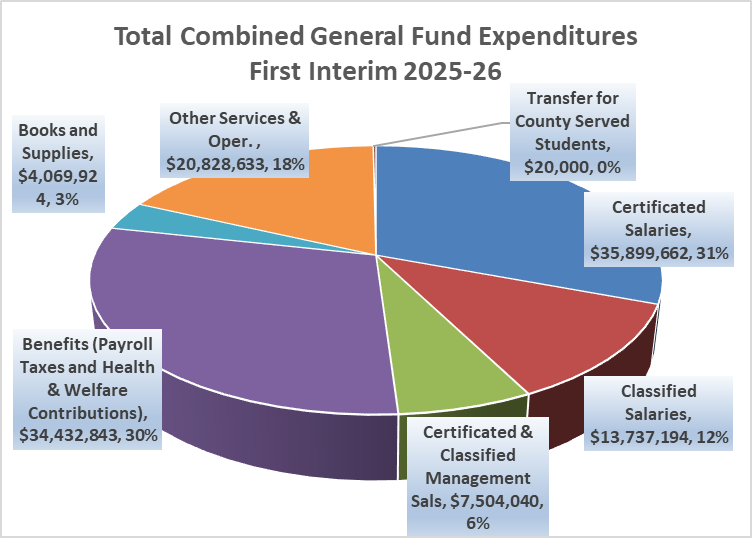 Total Combined General Fund Expenditures
First Interim 2025-26
Transfer for
County Served
Students,
$20,000, 0%
Other Services &
Oper. ,
$20,828,633, 18%
Books and
Supplies,
$4,069,92
4, 3%
Certificated
Salaries,
$35,899,662, 31%
Benefits (Payroll
Taxes and Health
& Welfare
Contributions),
$34,432,843, 30%
Classified
Salaries,
$13,737,194, 12%
Certificated &
Classified
Management
Sals, $7,504,040,
6%